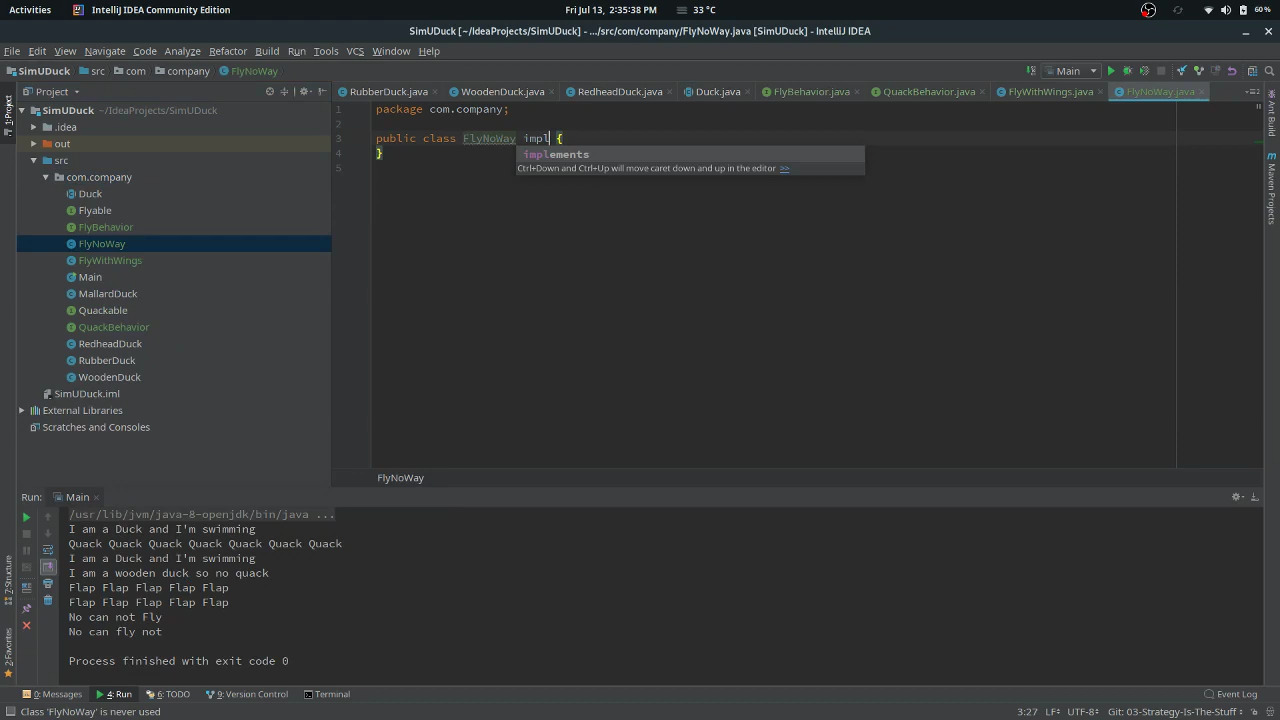 Activities IntelliJ IDEA Community Edition Fri Jul 13, 2:35:38 PM 33 °C 60 %
SimUDuck [~/IdeaProjects/SimUDuck] - .../src/com/company/FlyNoWay.java [SimUDuck] - IntelliJ IDEA
File Edit View Navigate Code Analyze Refactor Build Run Tools VCS Window Help
SimUDuck src com company FlyNoWay Main
1: Project
Project
RubberDuck.java WoodenDuck.java RedheadDuck.java Duck.java FlyBehavior.java QuackBehavior.java FlyWithWings.java FlyNoWay.java
SimUDuck ~/IdeaProjects/SimUDuck
.idea
out
src
com.company
Duck
Flyable
FlyBehavior
FlyNoWay
FlyWithWings
Main
MallardDuck
Quackable
QuackBehavior
RedheadDuck
RubberDuck
WoodenDuck
SimUDuck.iml
External Libraries
Scratches and Consoles
1 package com.company;
2
3 public class FlyNoWay impl {
implements
Ctrl+Down and Ctrl+Up will move caret down and up in the editor >>
4 }
5
FlyNoWay
Ant Build
Maven Projects
Run: Main
/usr/lib/jvm/java-8-openjdk/bin/java ...
I am a Duck and I'm swimming
Quack Quack Quack Quack Quack Quack Quack
I am a Duck and I'm swimming
I am a wooden duck so no quack
Flap Flap Flap Flap Flap
Flap Flap Flap Flap Flap
No can not Fly
No can fly not
Process finished with exit code 0
Z: Structure
2: Favorites
0: Messages 4: Run 6: TODO 9: Version Control Terminal Event Log
Class 'FlyNoWay' is never used 3:27 LF÷ UTF-8÷ Git: 03-Strategy-Is-The-Stuff÷